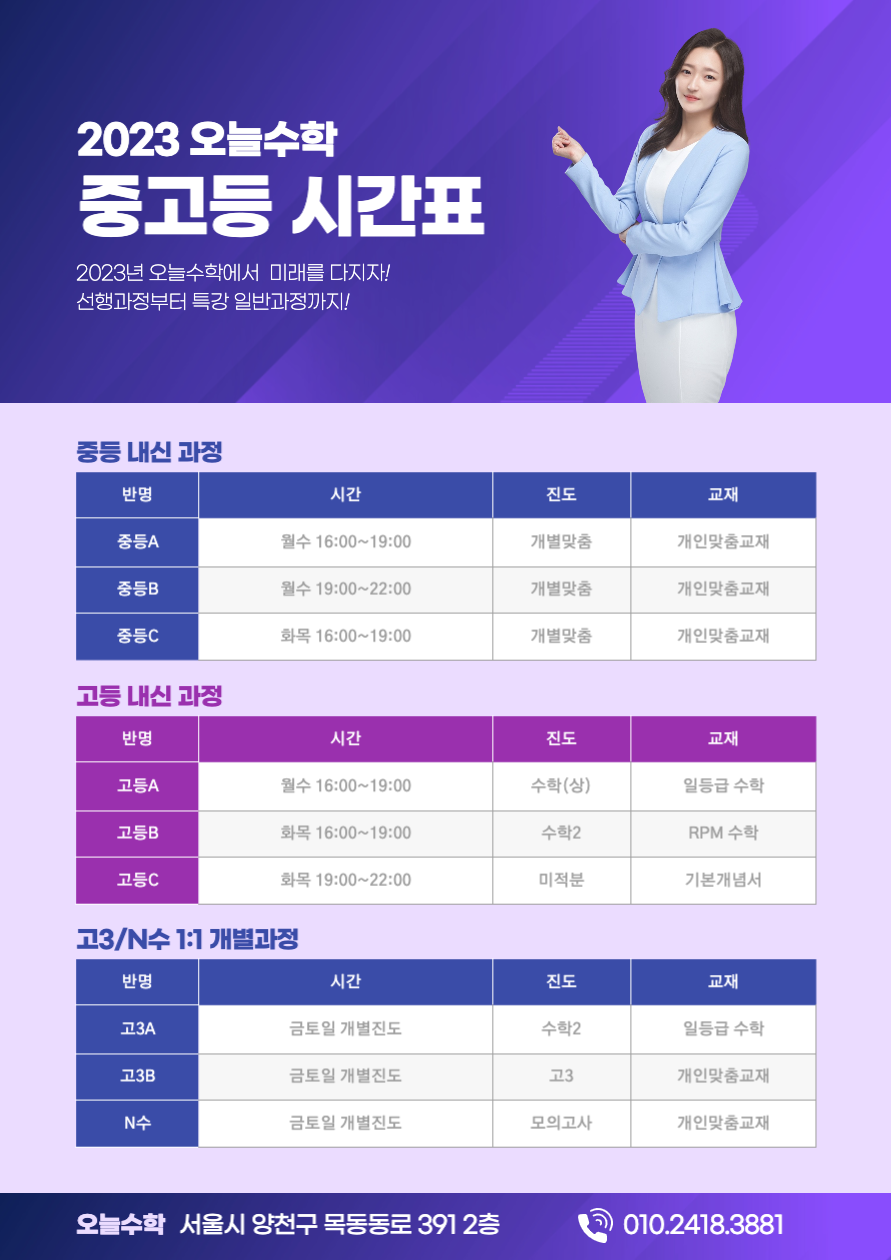 2023 오늘수학
중고등 시간표
2023년 오늘수학에서 미래를 다지자!
선행과정부터 특강 일반과정까지!
중등 내신 과정
반명 시간 진도 교재
중등A 월수 16:00~19:00 개별맞춤 개인맞춤교재
중등B 월수 19:00~22:00 개별맞춤 개인맞춤교재
중등C 화목 16:00~19:00 개별맞춤 개인맞춤교재
고등 내신 과정
반명 시간 진도 교재
고등A 월수 16:00~19:00 수학(상) 일등급 수학
고등B 화목 16:00~19:00 수학2 RPM 수학
고등C 화목 19:00~22:00 미적분 기본개념서
고3/N수 1:1 개별과정
반명 시간 진도 교재
고3A 금토일 개별진도 수학2 일등급 수학
고3B 금토일 개별진도 고3 개인맞춤교재
N수 금토일 개별진도 모의고사 개인맞춤교재
오늘수학 서울시 양천구 목동동로 391 2층 010.2418.3881